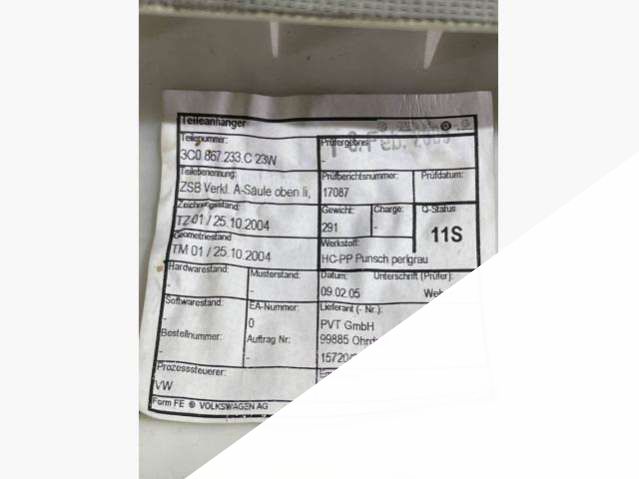 Teileanhänger
Teilenummer:
3C0.867.233.C 23W
Prüfergebnis:
-
Teilebenennung:
ZSB Verkl. A-Säule oben li,
Prüfberichtsnummer:
17087
Prüfdatum:
Zeichnungsstand:
TZ 01 / 25.10.2004
Gewicht:
291
Charge:
-
Q-Status
11S
Geometriestand
TM 01 / 25.10.2004
Werkstoff:
HC-PP Punsch perlgrau
Hardwarestand:
-
Musterstand:
-
Datum:
09.02.05
Unterschrift (Prüfer):
Softwarestand:
-
EA-Nummer:
0
Lieferant (- Nr.):
PVT GmbH
99885
15720
Bestellnummer:
-
Auftrag Nr.:
-
Prozesssteuerer:
VW
Form FE © VOLKSWAGEN AG